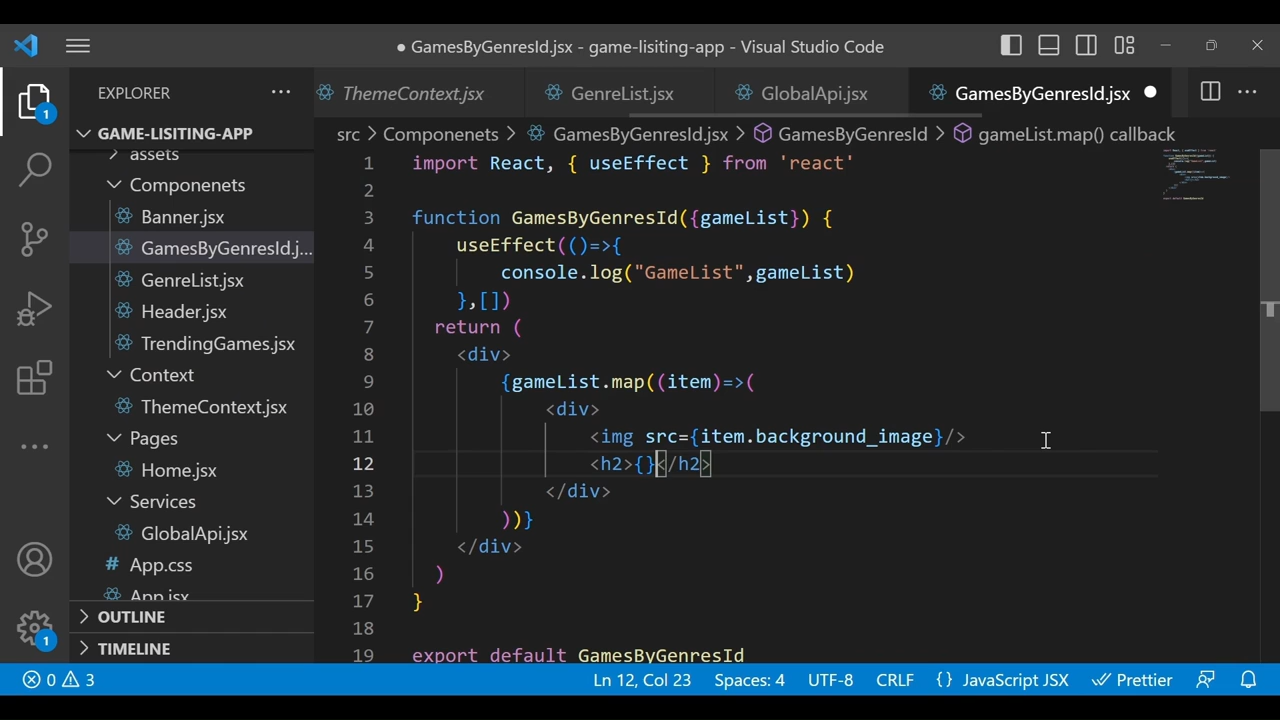 ● GamesByGenresId.jsx - game-lisiting-app - Visual Studio Code
EXPLORER
ThemeContext.jsx
GenreList.jsx
GlobalApi.jsx
GamesByGenresId.jsx
1
GAME-LISITING-APP
src > Componenets > GamesByGenresId.jsx > GamesByGenresId > gameList.map() callback
assets
Componenets
Banner.jsx
GamesByGenresId.j...
GenreList.jsx
Header.jsx
TrendingGames.jsx
Context
ThemeContext.jsx
Pages
Home.jsx
Services
GlobalApi.jsx
App.css
App.jsx
OUTLINE
TIMELINE
1
1 import React, { useEffect } from 'react'
2
3 function GamesByGenresId({gameList}) {
4 useEffect(()=>{
5 console.log("GameList",gameList)
6 },[])
7 return (
8 <div>
9 {gameList.map((item)=>(
10 <div>
11 <img src={item.background_image}/>
12 <h2>{}</h2>
13 </div>
14 ))}
15 </div>
16 )
17 }
18
19 export default GamesByGenresId
0 3 Ln 12, Col 23 Spaces: 4 UTF-8 CRLF {} JavaScript JSX Prettier